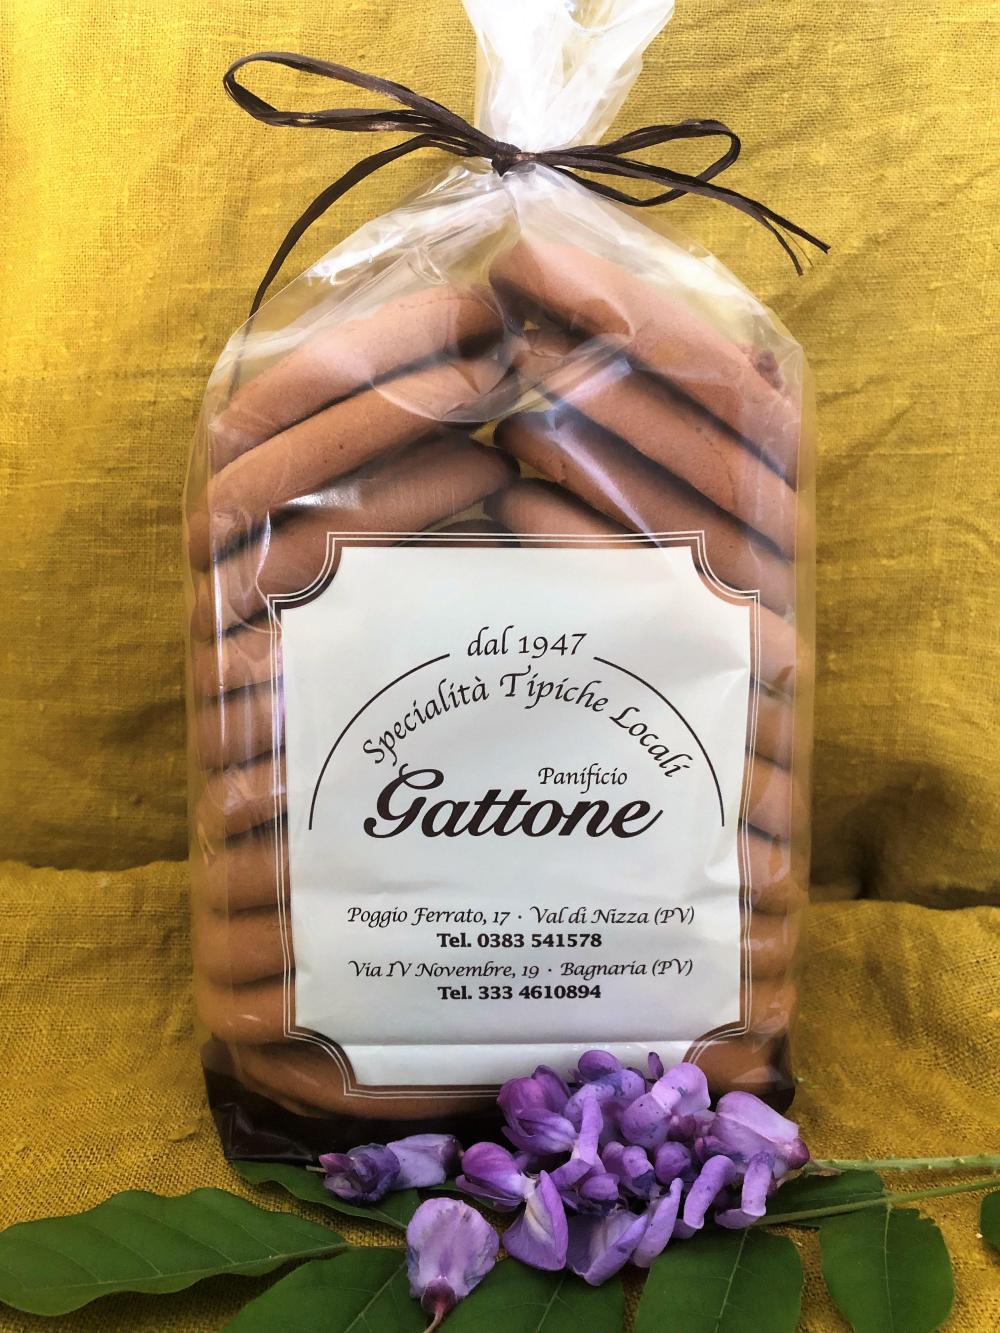 dal 1947
Specialità Tipiche Locali
Panificio
Gattone
Poggio Ferrato, 17 · Val di Nizza (PV)
Tel. 0383 541578
Via IV Novembre, 19 · Bagnaria (PV)
Tel. 333 4610894